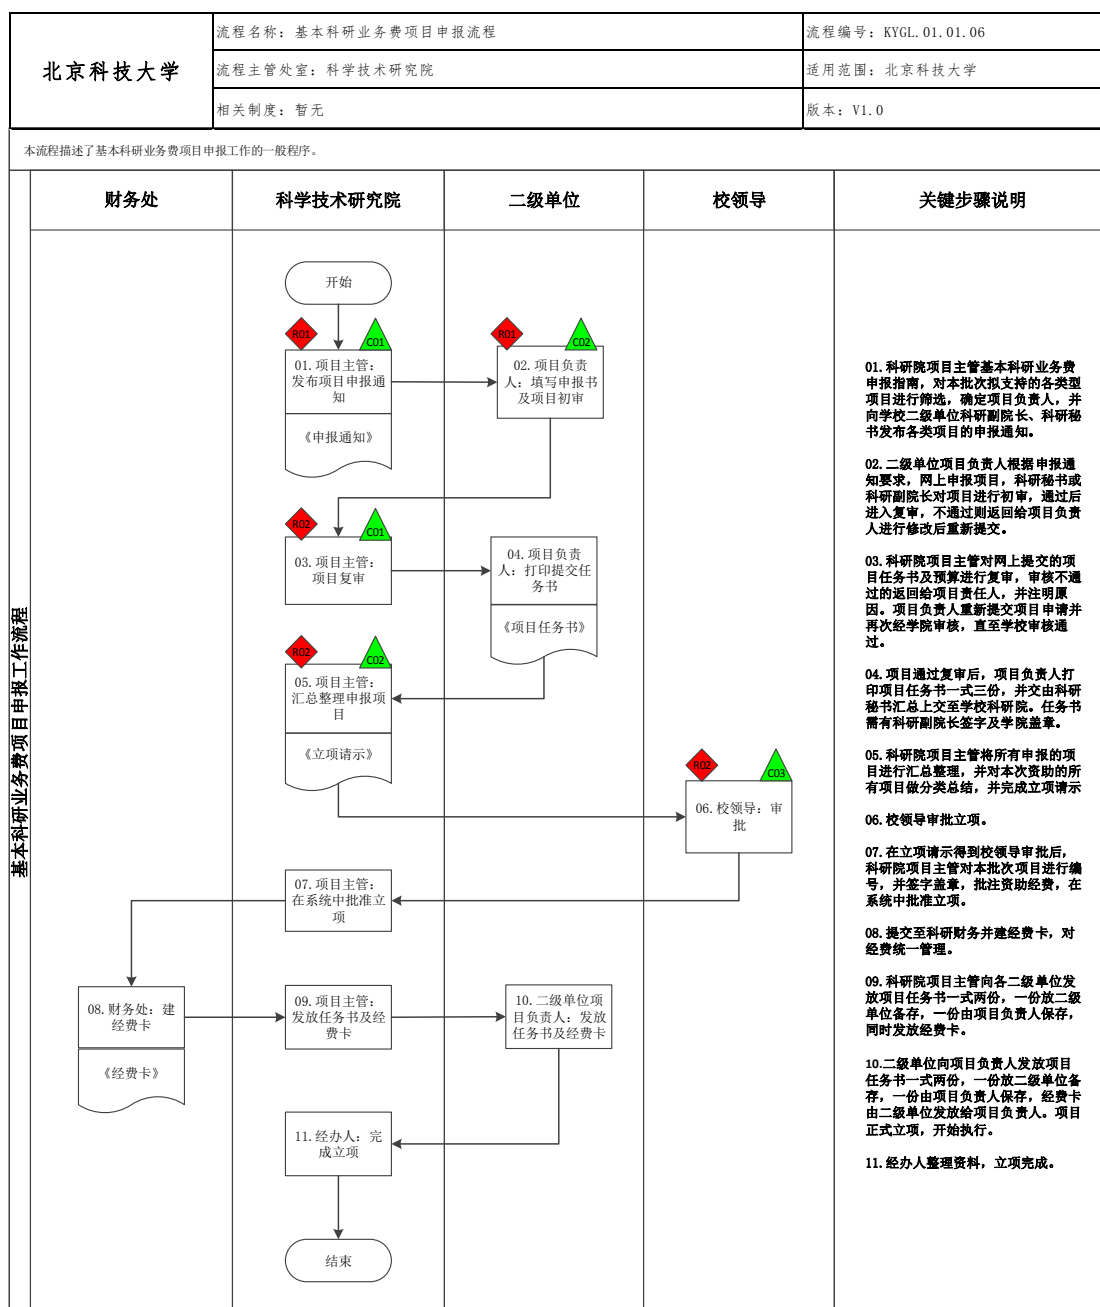 北京科技大学
流程名称：基本科研业务费项目申报流程
流程编号：KYGL.01.01.06
流程主管处室：科学技术研究院
适用范围：北京科技大学
相关制度：暂无
版本：V1.0
本流程描述了基本科研业务费项目申报工作的一般程序。
基本科研业务费项目申报工作流程
财务处
科学技术研究院
二级单位
校领导
关键步骤说明
开始
R01
C01
01.项目主管：
发布项目申报通
知
《申报通知》
R01
C02
02.项目负责
人：填写申报书
及项目初审
R02
C01
03.项目主管：
项目复审
04.项目负责
人：打印提交任
务书
《项目任务书》
R02
C02
05.项目主管：
汇总整理申报项
目
《立项请示》
R02
C03
06.校领导：审
批
07.项目主管：
在系统中批准立
项
08.财务处：建
经费卡
《经费卡》
09.项目主管：
发放任务书及经
费卡
10.二级单位项
目负责人：发放
任务书及经费卡
11.经办人：完
成立项
结束
01.科研院项目主管基本科研业务费
申报指南，对本批次拟支持的各类型
项目进行筛选，确定项目负责人，并
向学校二级单位科研副院长、科研秘
书发布各类项目的申报通知。
02.二级单位项目负责人根据申报通
知要求，网上申报项目，科研秘书或
科研副院长对项目进行初审，通过后
进入复审，不通过则返回给项目负责
人进行修改后重新提交。
03.科研院项目主管对网上提交的项
目任务书及预算进行复审，审核不通
过的返回给项目责任人，并注明原
因。项目负责人重新提交项目申请并
再次经学院审核，直至学校审核通
过。
04.项目通过复审后，项目负责人打
印项目任务书一式三份，并交由科研
秘书汇总上交至学校科研院。任务书
需有科研副院长签字及学院盖章。
05.科研院项目主管将所有申报的项
目进行汇总整理，并对本次资助的所
有项目做分类总结，并完成立项请示
06.校领导审批立项。
07.在立项请示得到校领导审批后，
科研院项目主管对本批次项目进行编
号，并签字盖章，批注资助经费，在
系统中批准立项。
08.提交至科研财务并建经费卡，对
经费统一管理。
09.科研院项目主管向各二级单位发
放项目任务书一式两份，一份放二级
单位备存，一份由项目负责人保存，
同时发放经费卡。
10.二级单位向项目负责人发放项目
任务书一式两份，一份放二级单位备
存，一份由项目负责人保存，经费卡
由二级单位发放给项目负责人。项目
正式立项，开始执行。
11.经办人整理资料，立项完成。